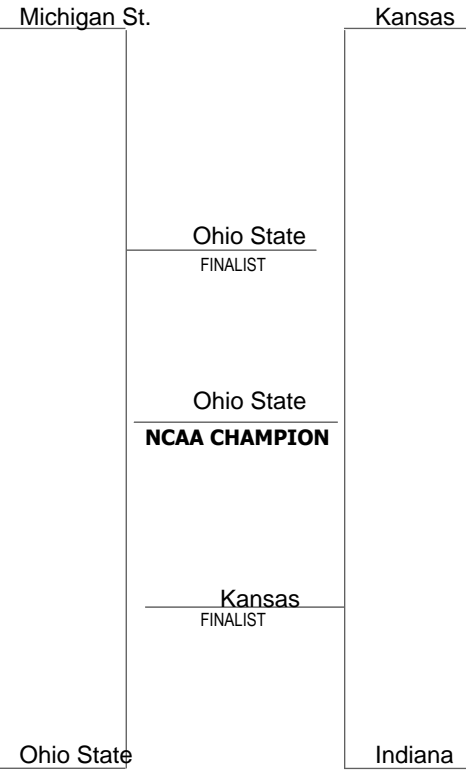 Michigan St.
Kansas
Ohio State
FINALIST
Ohio State
NCAA CHAMPION
Kansas
FINALIST
Ohio State
Indiana